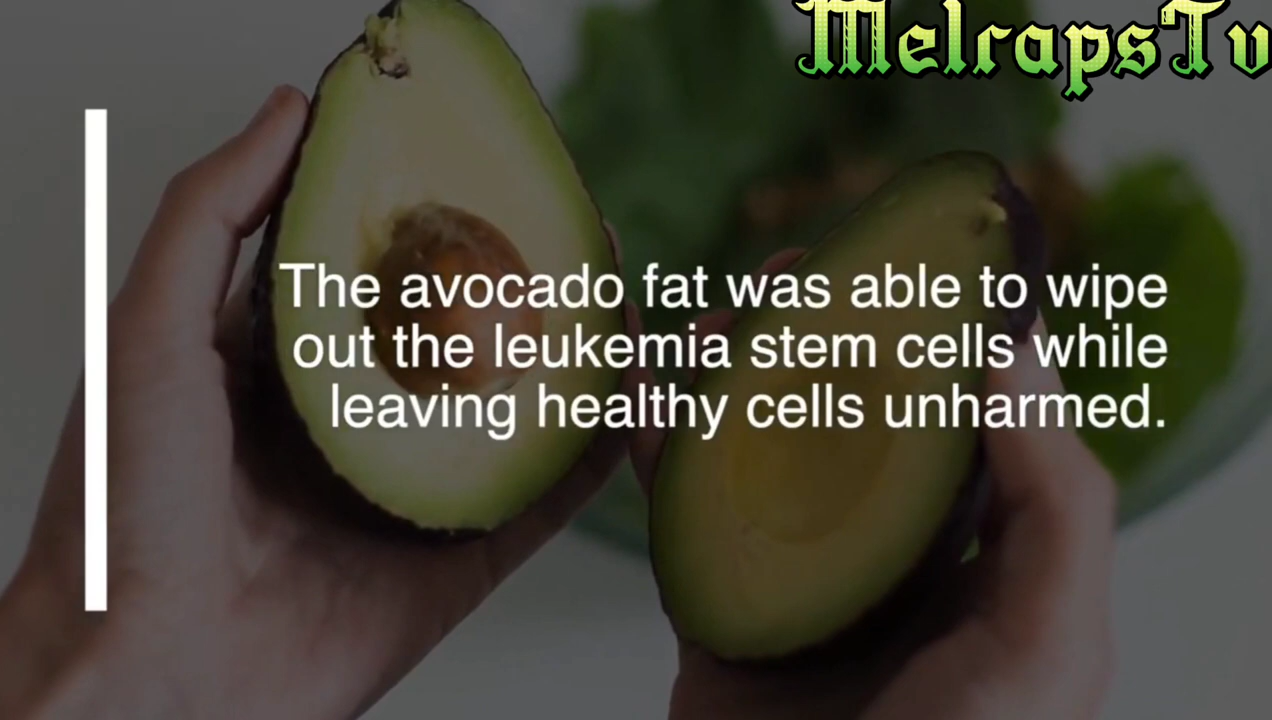 MelrapsTv
The avocado fat was able to wipe
out the leukemia stem cells while
leaving healthy cells unharmed.